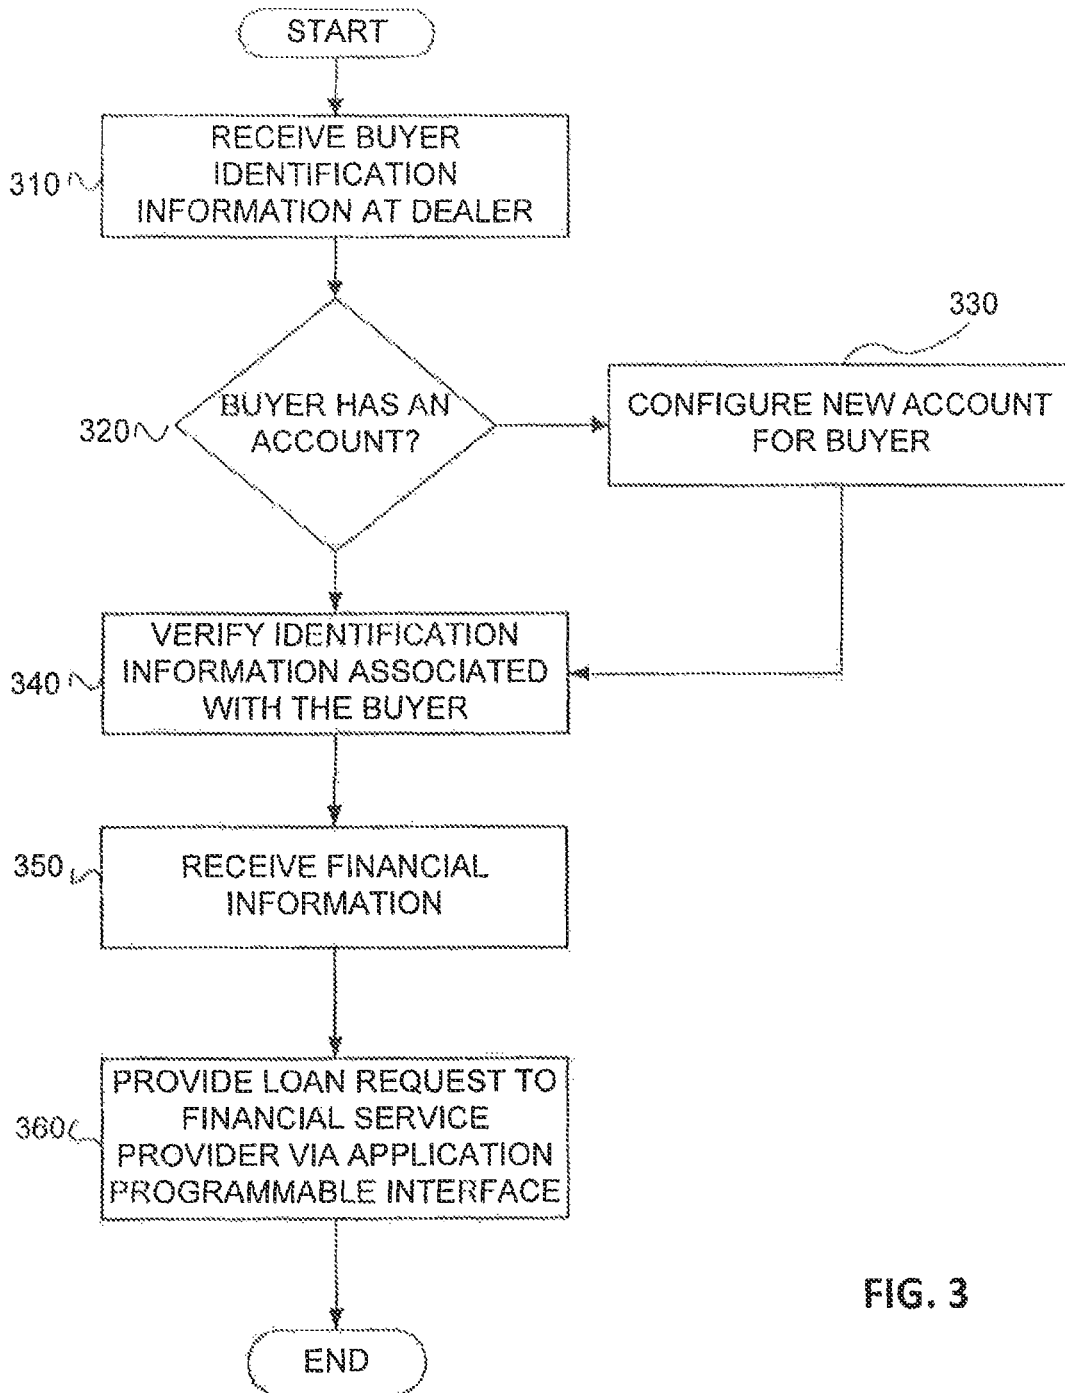 START
RECEIVE BUYER
IDENTIFICATION
INFORMATION AT DEALER
310
BUYER HAS AN
ACCOUNT?
320
330
CONFIGURE NEW ACCOUNT
FOR BUYER
VERIFY IDENTIFICATION
INFORMATION ASSOCIATED
WITH THE BUYER
340
RECEIVE FINANCIAL
INFORMATION
350
PROVIDE LOAN REQUEST TO
FINANCIAL SERVICE
PROVIDER VIA APPLICATION
PROGRAMMABLE INTERFACE
360
END
FIG. 3